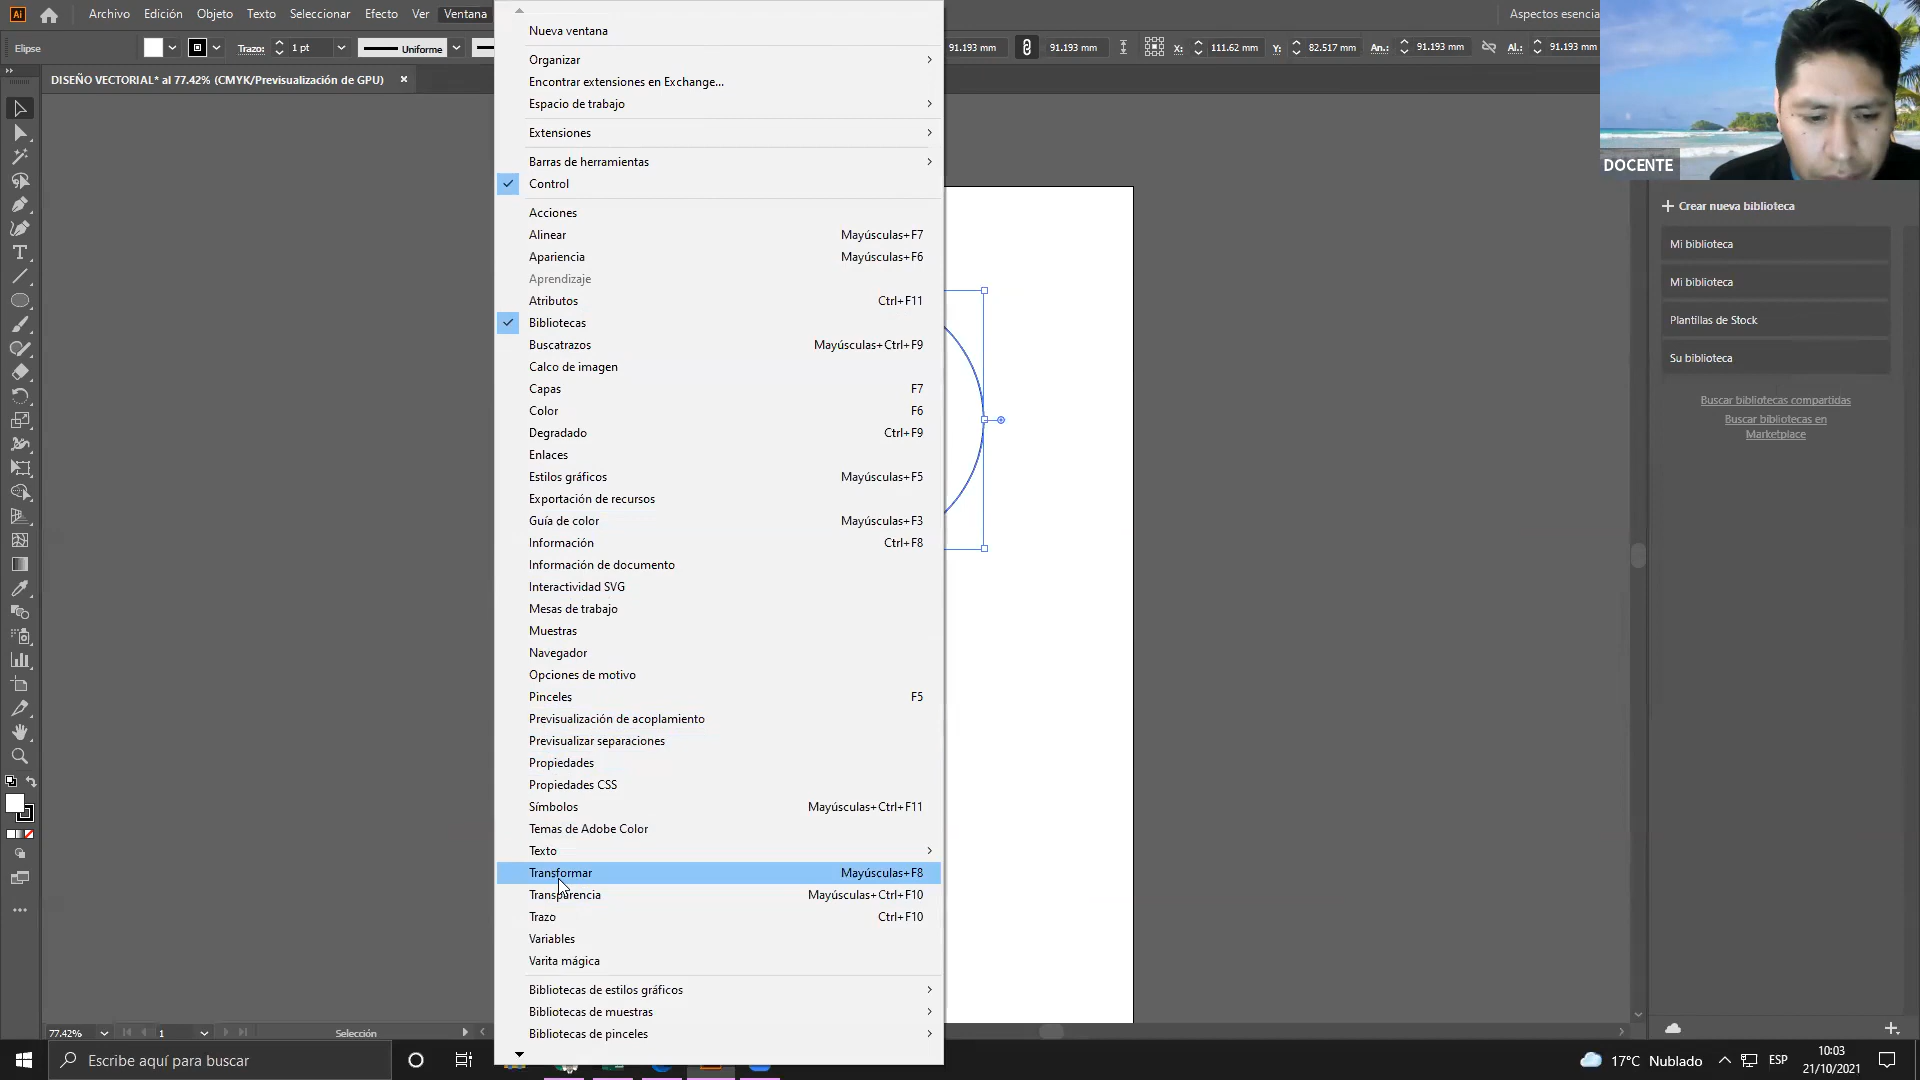 Ai
Archivo Edición Objeto Texto Seleccionar Efecto Ver Ventana
Aspectos esencia
Elipse
Trazo: 1 pt
Uniforme
91.193 mm
91.193 mm
X: 111.62 mm
Y: 82.517 mm
An.: 91.193 mm
Al.: 91.193 mm
DISEÑO VECTORIAL* al 77.42% (CMYK/Previsualización de GPU) ×
DOCENTE
Nueva ventana
Organizar
Encontrar extensiones en Exchange...
Espacio de trabajo
Extensiones
Barras de herramientas
Control
Acciones
Alinear Mayúsculas+F7
Apariencia Mayúsculas+F6
Aprendizaje
Atributos Ctrl+F11
Bibliotecas
Buscatrazos Mayúsculas+Ctrl+F9
Calco de imagen
Capas F7
Color F6
Degradado Ctrl+F9
Enlaces
Estilos gráficos Mayúsculas+F5
Exportación de recursos
Guía de color Mayúsculas+F3
Información Ctrl+F8
Información de documento
Interactividad SVG
Mesas de trabajo
Muestras
Navegador
Opciones de motivo
Pinceles F5
Previsualización de acoplamiento
Previsualizar separaciones
Propiedades
Propiedades CSS
Símbolos Mayúsculas+Ctrl+F11
Temas de Adobe Color
Texto
Transformar Mayúsculas+F8
Transparencia Mayúsculas+Ctrl+F10
Trazo Ctrl+F10
Variables
Varita mágica
Bibliotecas de estilos gráficos
Bibliotecas de muestras
Bibliotecas de pinceles
Crear nueva biblioteca
Mi biblioteca
Mi biblioteca
Plantillas de Stock
Su biblioteca
Buscar bibliotecas compartidas
Buscar bibliotecas en
Marketplace
77.42%
1
Selección
Escribe aquí para buscar
17°C Nublado
ESP
10:03
21/10/2021